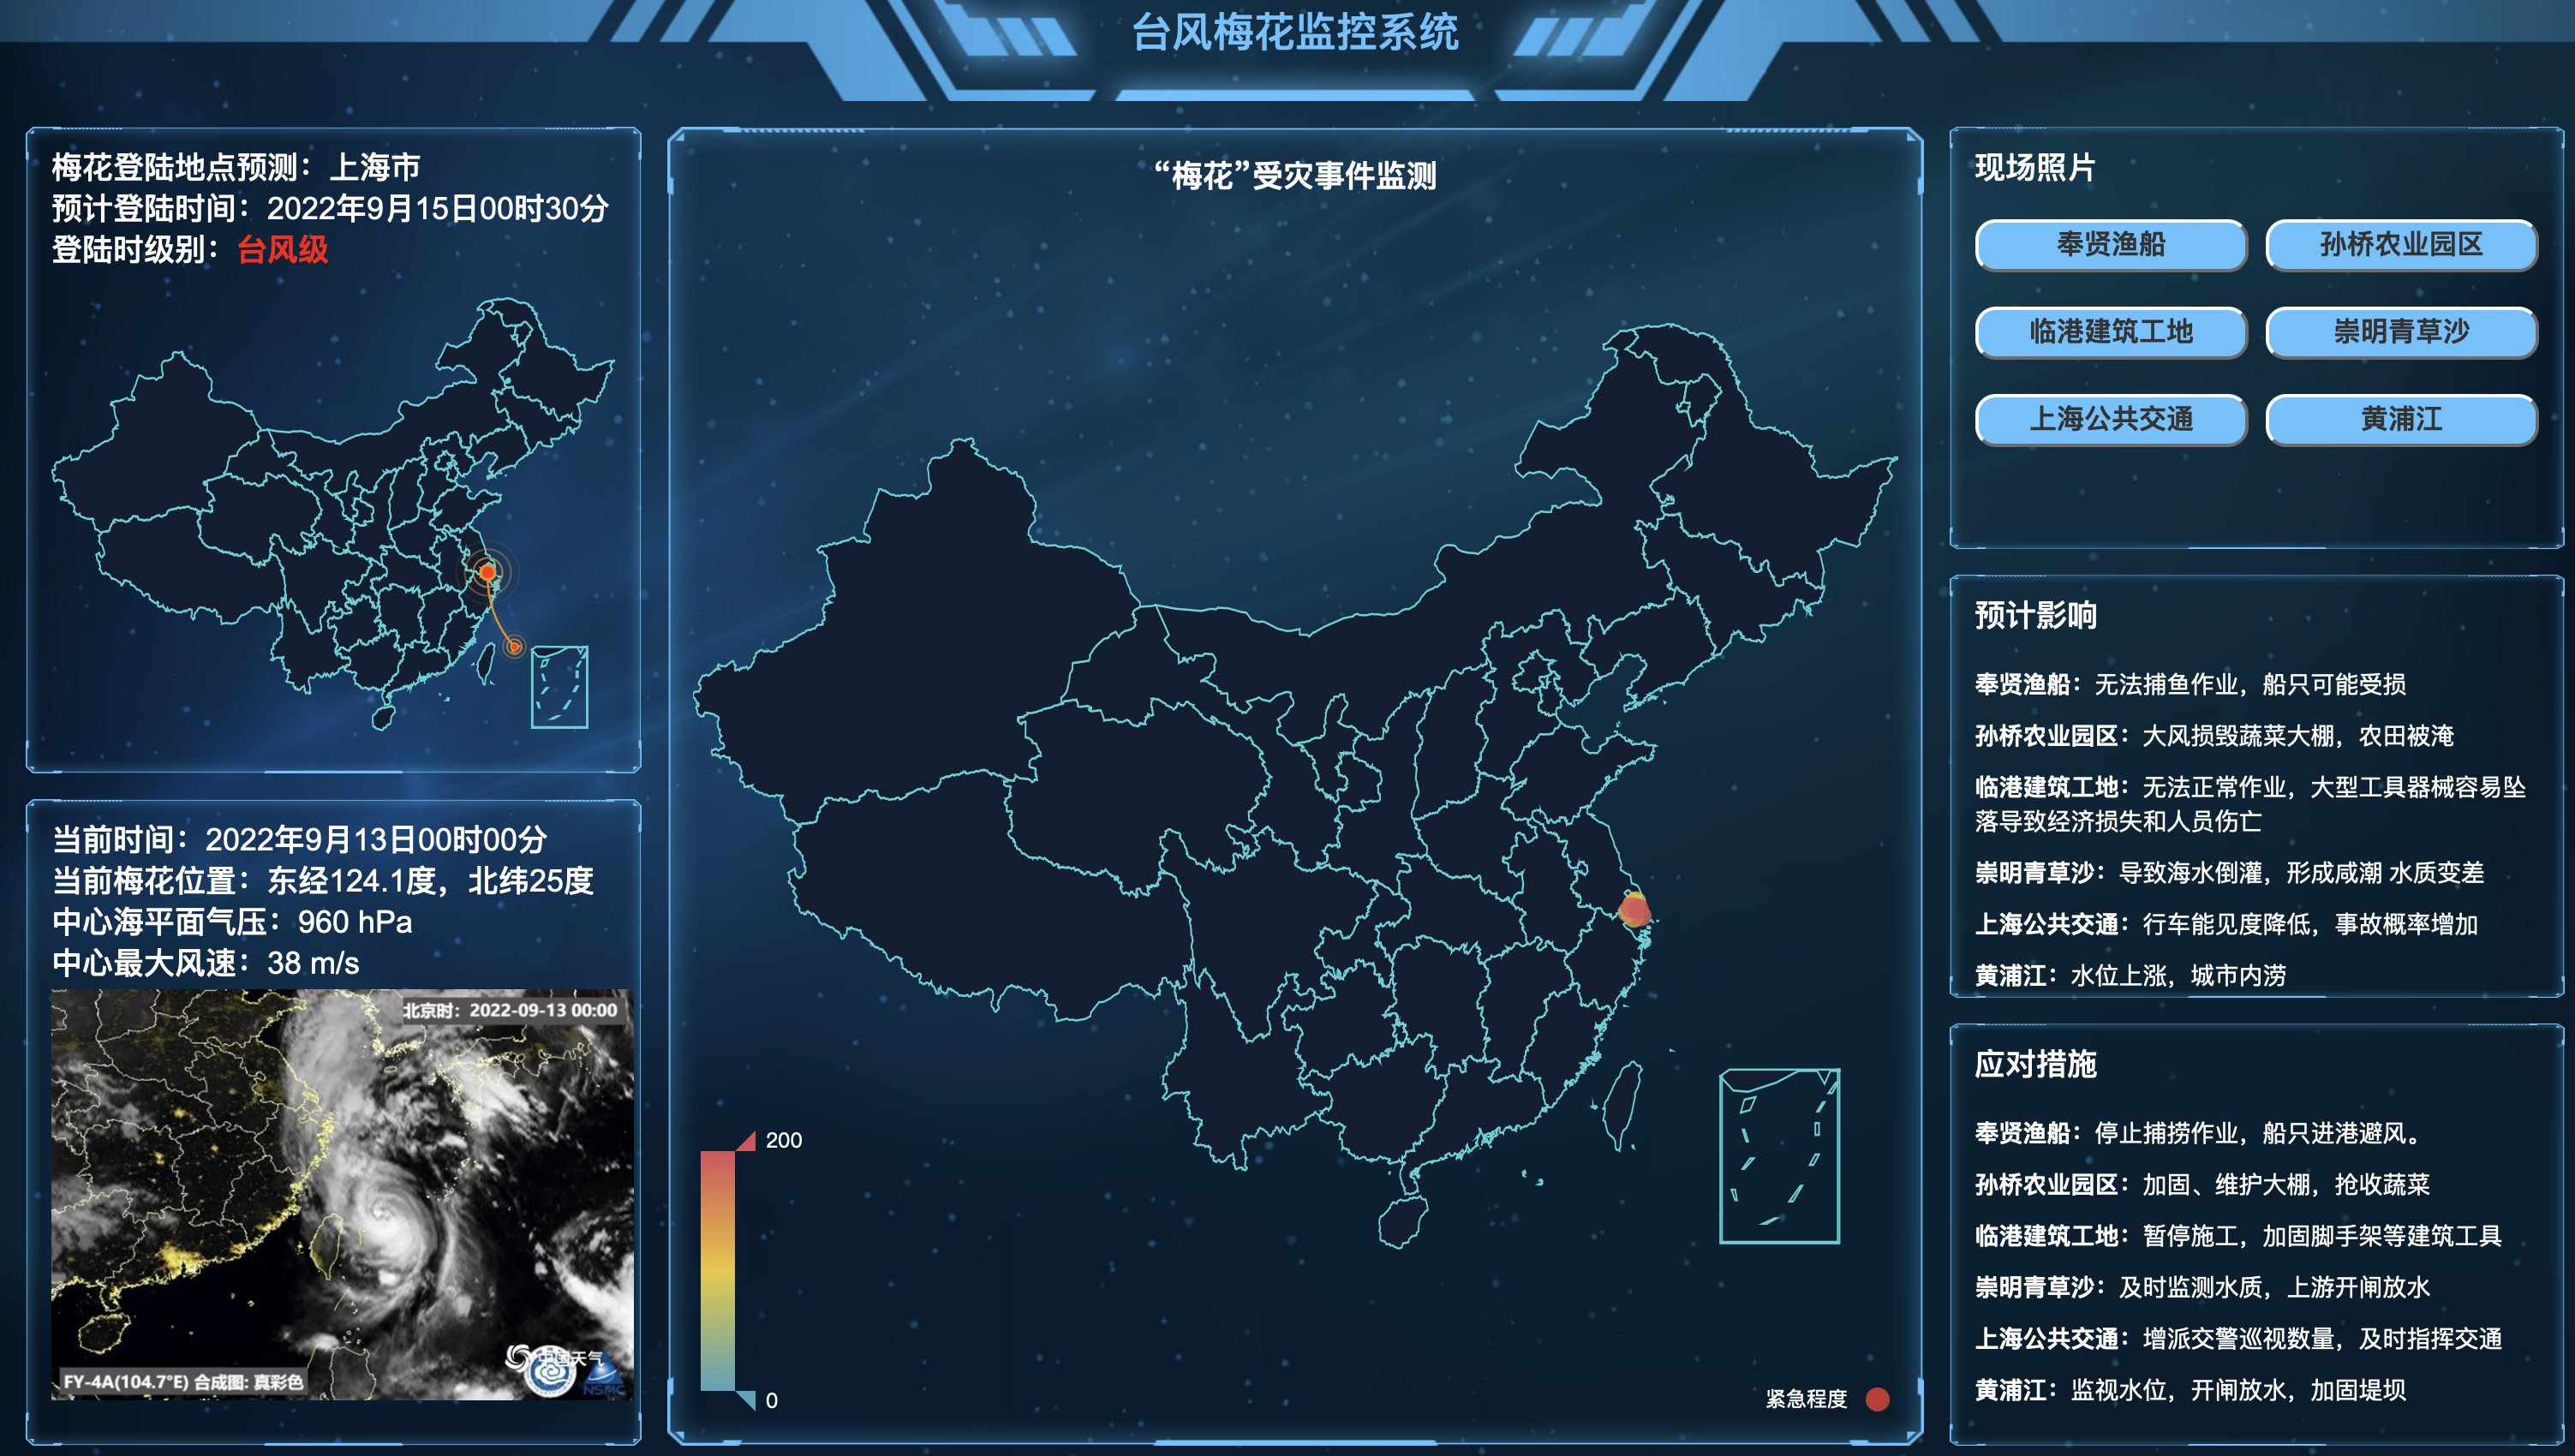 台风梅花监控系统
梅花登陆地点预测：上海市
预计登陆时间：2022年9月15日00时30分
登陆时级别：台风级
当前时间：2022年9月13日00时00分
当前梅花位置：东经124.1度，北纬25度
中心海平面气压：960 hPa
中心最大风速：38 m/s
北京时：2022-09-13 00:00
中国天气
NSMC
FY-4A(104.7°E) 合成图: 真彩色
“梅花”受灾事件监测
200
0
紧急程度
现场照片
奉贤渔船
孙桥农业园区
临港建筑工地
崇明青草沙
上海公共交通
黄浦江
预计影响
奉贤渔船：无法捕鱼作业，船只可能受损
孙桥农业园区：大风损毁蔬菜大棚，农田被淹
临港建筑工地：无法正常作业，大型工具器械容易坠
落导致经济损失和人员伤亡
崇明青草沙：导致海水倒灌，形成咸潮 水质变差
上海公共交通：行车能见度降低，事故概率增加
黄浦江：水位上涨，城市内涝
应对措施
奉贤渔船：停止捕捞作业，船只进港避风。
孙桥农业园区：加固、维护大棚，抢收蔬菜
临港建筑工地：暂停施工，加固脚手架等建筑工具
崇明青草沙：及时监测水质，上游开闸放水
上海公共交通：增派交警巡视数量，及时指挥交通
黄浦江：监视水位，开闸放水，加固堤坝